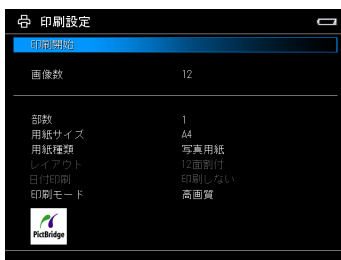 印刷設定
印刷開始
画像数 12
部数 1
用紙サイズ A4
用紙種類 写真用紙
レイアウト 12面割付
日付印刷 印刷しない
印刷モード 高画質
PictBridge